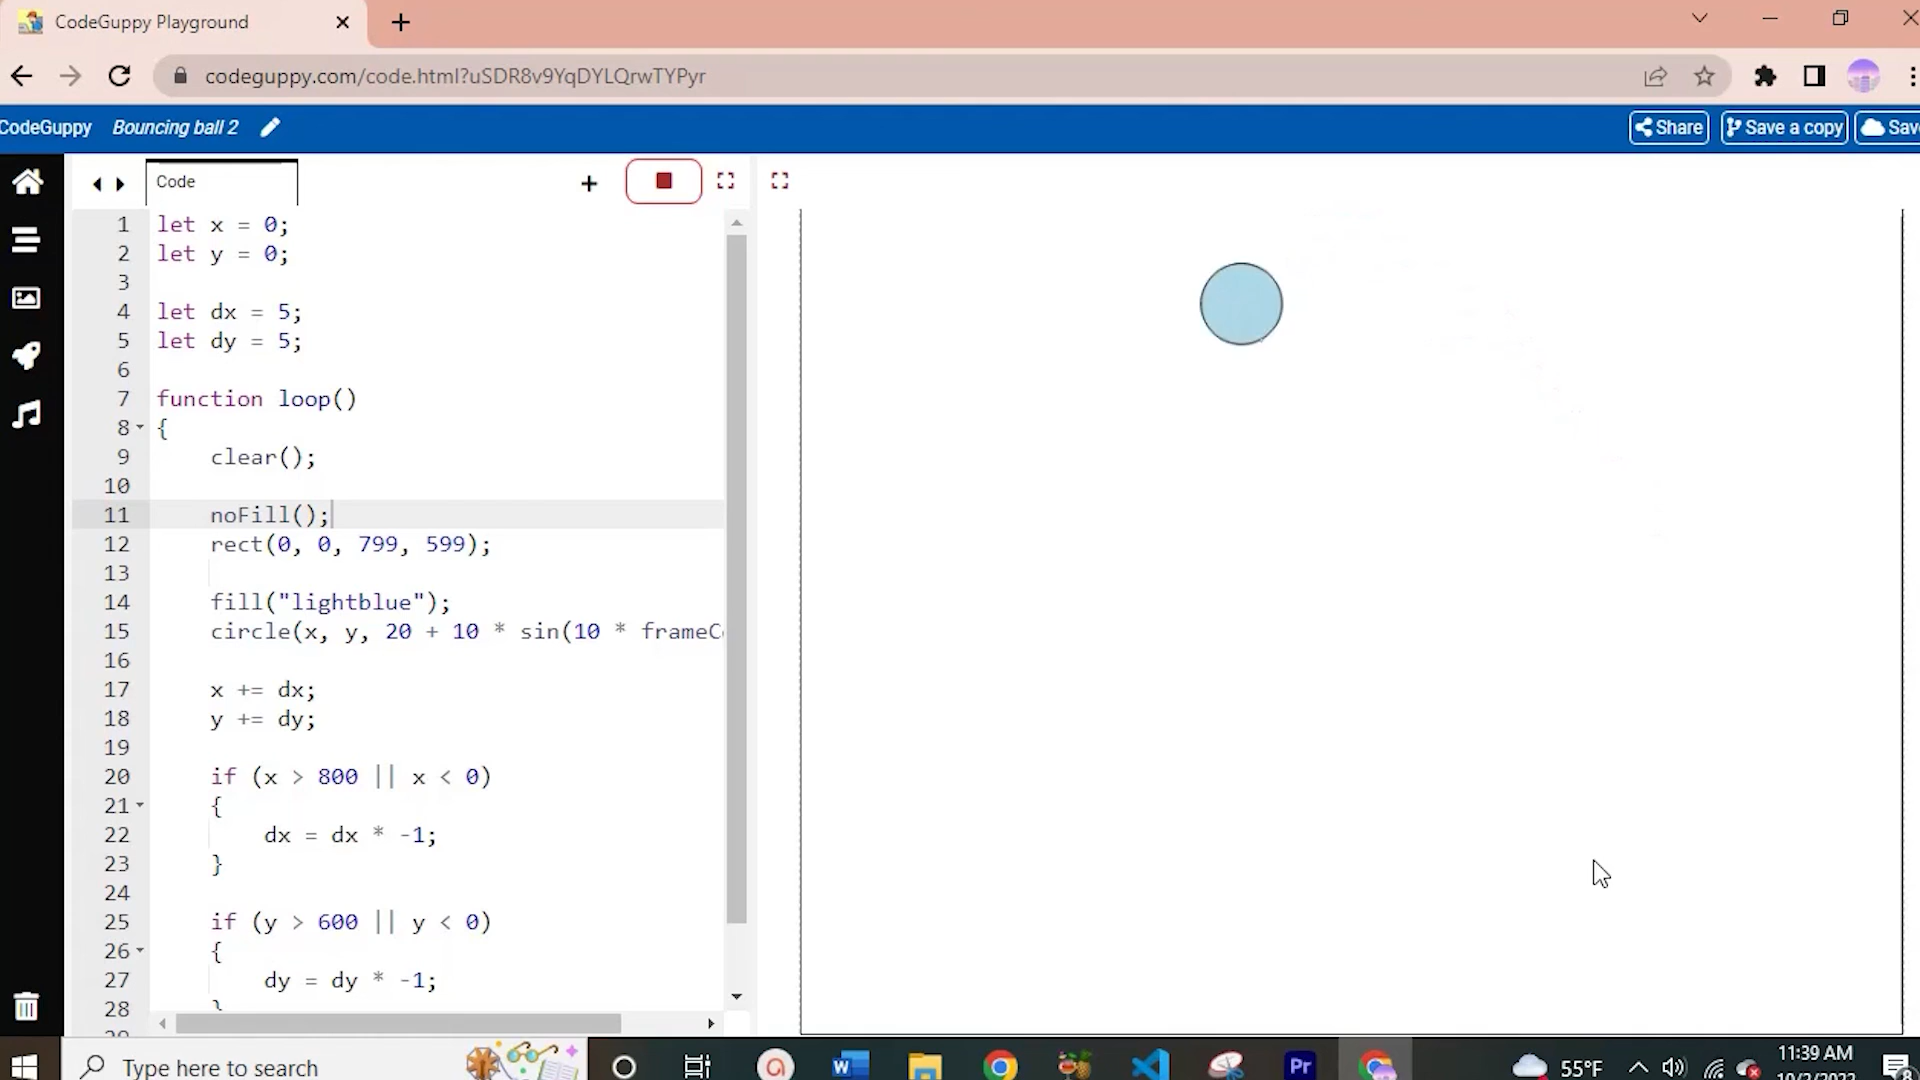 CodeGuppy Playground
codeguppy.com/code.html?uSDR8v9YqDYLQrwTYPyr
CodeGuppy Bouncing ball 2 Share Save a copy Save
Code
1 let x = 0;
2 let y = 0;
3
4 let dx = 5;
5 let dy = 5;
6
7 function loop()
8 {
9 clear();
10
11 noFill();
12 rect(0, 0, 799, 599);
13
14 fill("lightblue");
15 circle(x, y, 20 + 10 * sin(10 * frameC
16
17 x += dx;
18 y += dy;
19
20 if (x > 800 || x < 0)
21 {
22 dx = dx * -1;
23 }
24
25 if (y > 600 || y < 0)
26 {
27 dy = dy * -1;
28 }
Type here to search
W
Pr
55°F
11:39 AM